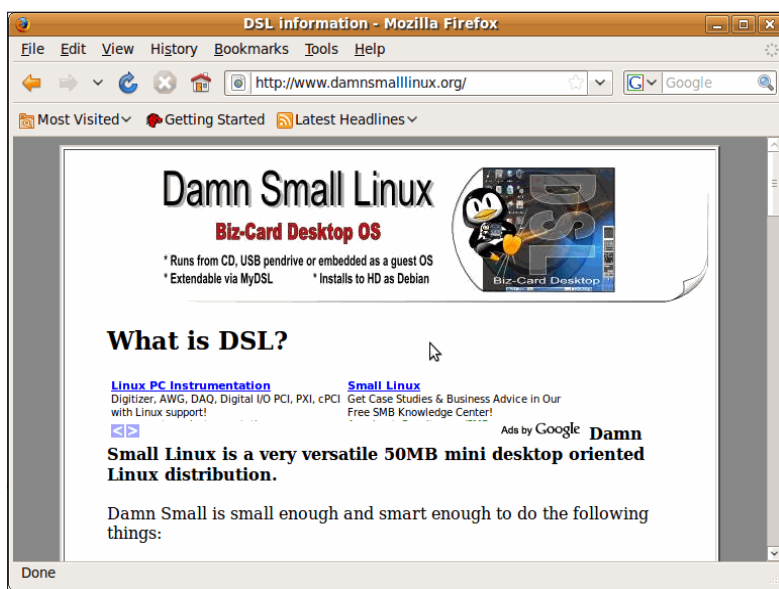 DSL information - Mozilla Firefox
File Edit View History Bookmarks Tools Help
http://www.damnsmalllinux.org/
G Google
Most Visited Getting Started Latest Headlines
Damn Small Linux
Biz-Card Desktop OS
* Runs from CD, USB pendrive or embedded as a guest OS
* Extendable via MyDSL * Installs to HD as Debian
DSL
Biz-Card Desktop
What is DSL?
Linux PC Instrumentation
Digitizer, AWG, DAQ, Digital I/O PCI, PXI, cPCI
with Linux support!
Small Linux
Get Case Studies & Business Advice in Our
Free SMB Knowledge Center!
<>
Ads by Google Damn
Small Linux is a very versatile 50MB mini desktop oriented
Linux distribution.
Damn Small is small enough and smart enough to do the following
things:
Done